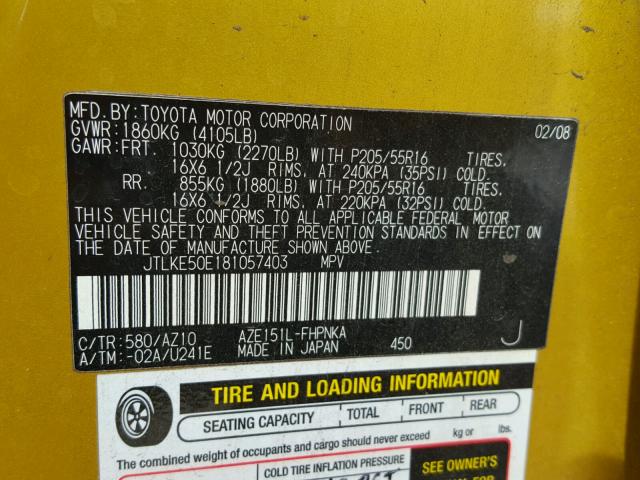 MFD.BY:TOYOTA MOTOR CORPORATION 02/08
GVWR:1860KG (4105LB)
GAWR:FRT. 1030KG (2270LB) WITH P205/55R16 TIRES.
16X6 1/2J RIMS, AT 240KPA (35PSI) COLD.
RR. 855KG (1880LB) WITH P205/55R16 TIRES.
16X6 1/2J RIMS, AT 220KPA (32PSI) COLD.
THIS VEHICLE CONFORMS TO ALL APPLICABLE FEDERAL MOTOR
VEHICLE SAFETY AND THEFT PREVENTION STANDARDS IN EFFECT ON
THE DATE OF MANUFACTURE SHOWN ABOVE.
JTLKE50E181057403 MPV
C/TR:580/AZ10 AZE151L-FHPNKA
A/TM:-02A/U241E MADE IN JAPAN 450 J
TIRE AND LOADING INFORMATION
SEATING CAPACITY TOTAL FRONT REAR
The combined weight of occupants and cargo should never exceed kg or lbs.
COLD TIRE INFLATION PRESSURE SEE OWNER'S